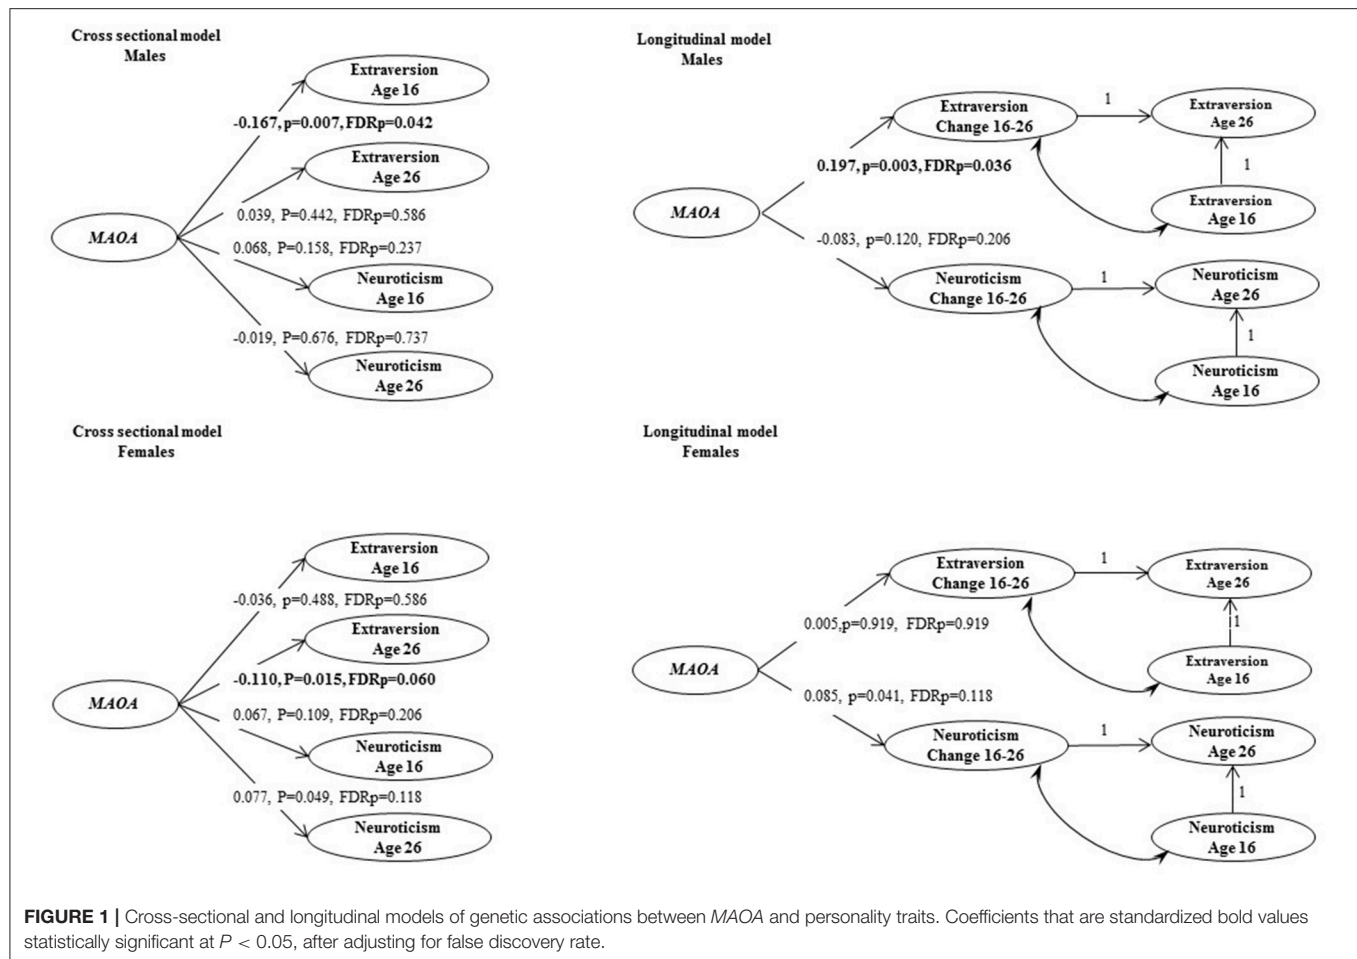 Cross sectional model
Males
Extraversion
Age 16
-0.167, p=0.007, FDRp=0.042
Extraversion
Age 26
0.039, P=0.442, FDRp=0.586
MAOA
0.068, P=0.158, FDRp=0.237
Neuroticism
Age 16
-0.019, P=0.676, FDRp=0.737
Neuroticism
Age 26
Longitudinal model
Males
Extraversion
Change 16-26
1
Extraversion
Age 26
0.197, p=0.003, FDRp=0.036
1
MAOA
Extraversion
Age 16
-0.083, p=0.120, FDRp=0.206
Neuroticism
Change 16-26
1
Neuroticism
Age 26
1
Neuroticism
Age 16
Cross sectional model
Females
Extraversion
Age 16
-0.036, p=0.488, FDRp=0.586
Extraversion
Age 26
-0.110, P=0.015, FDRp=0.060
MAOA
0.067, P=0.109, FDRp=0.206
Neuroticism
Age 16
0.077, P=0.049, FDRp=0.118
Neuroticism
Age 26
Longitudinal model
Females
Extraversion
Change 16-26
1
Extraversion
Age 26
0.005,p=0.919, FDRp=0.919
1
MAOA
Extraversion
Age 16
0.085, p=0.041, FDRp=0.118
Neuroticism
Change 16-26
1
Neuroticism
Age 26
1
Neuroticism
Age 16
FIGURE 1 | Cross-sectional and longitudinal models of genetic associations between MAOA and personality traits. Coefficients that are standardized bold values
statistically significant at P < 0.05, after adjusting for false discovery rate.